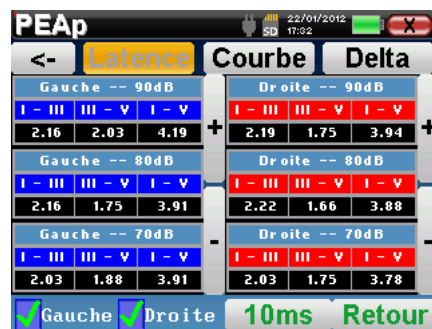 PEAp SD 22/01/2012 17:32 X
<- Latence Courbe Delta
Gauche -- 90dB Droite -- 90dB
I - III III - V I - V I - III III - V I - V
2.16 2.03 4.19 + 2.19 1.75 3.94 +
Gauche -- 80dB Droite -- 80dB
I - III III - V I - V I - III III - V I - V
2.16 1.75 3.91 2.22 1.66 3.88
Gauche -- 70dB - Droite -- 70dB -
I - III III - V I - V I - III III - V I - V
2.03 1.88 3.91 2.03 1.75 3.78
Gauche Droite 10ms Retour